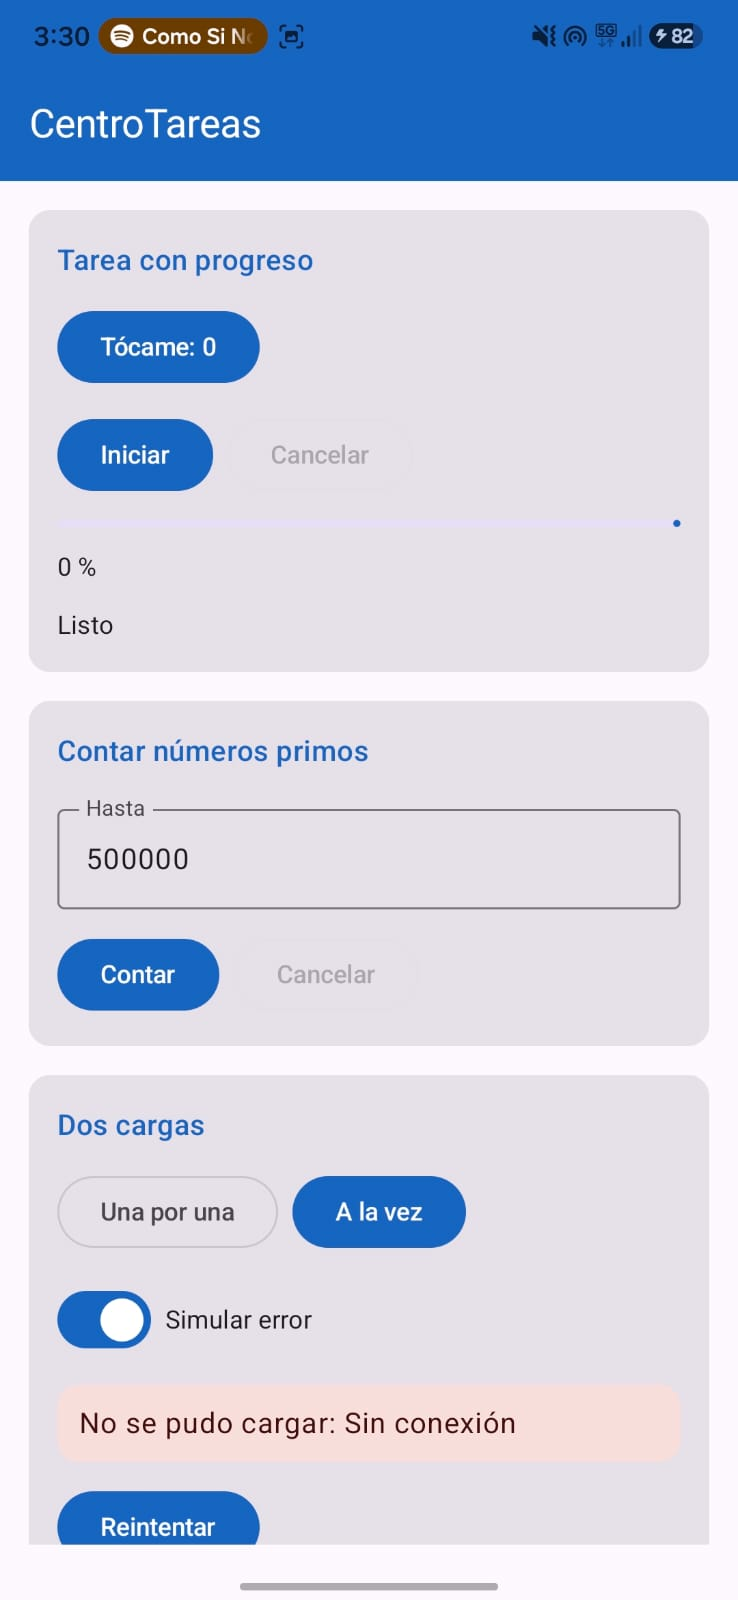 3:30 Como Si N 5G 82
CentroTareas
Tarea con progreso
Tócame: 0
Iniciar Cancelar
0 %
Listo
Contar números primos
Hasta
500000
Contar Cancelar
Dos cargas
Una por una A la vez
Simular error
No se pudo cargar: Sin conexión
Reintentar